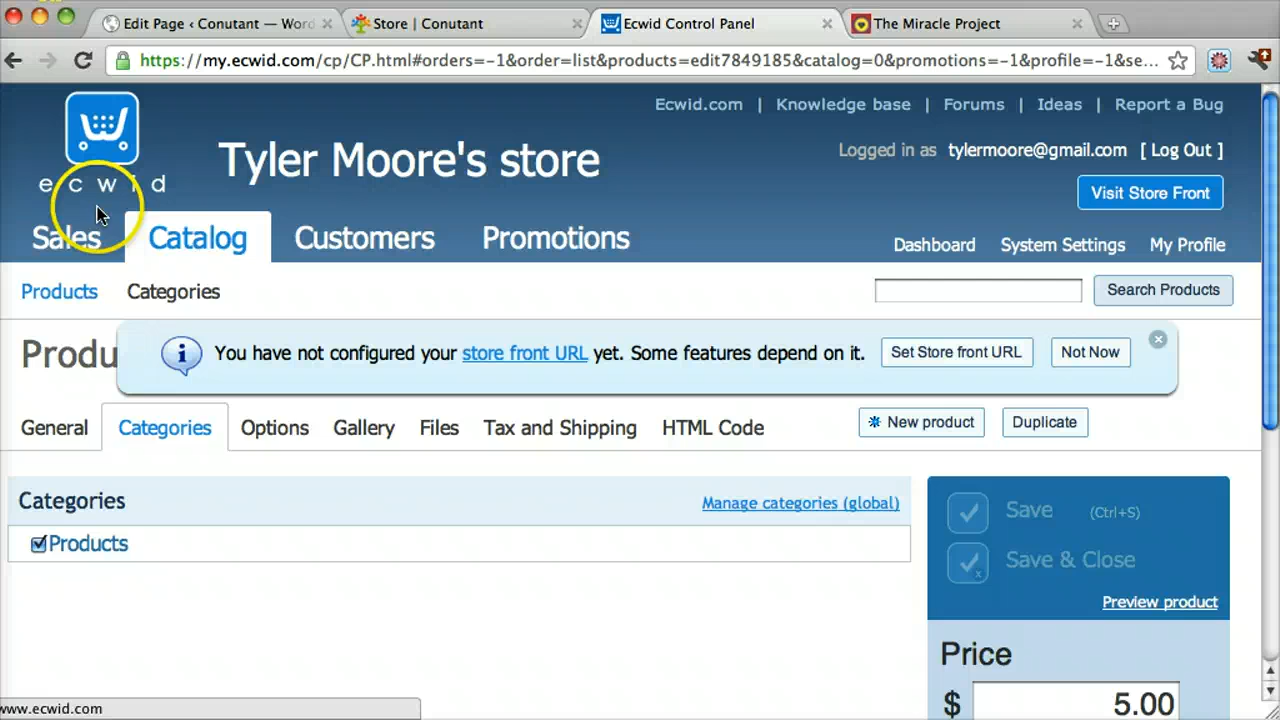 Edit Page ‹ Conutant — Wor
Store | Conutant
Ecwid Control Panel
The Miracle Project
https://my.ecwid.com/cp/CP.html#orders=-1&order=list&products=edit7849185&catalog=0&promotions=-1&profile=-1&se...
Ecwid.com | Knowledge base | Forums | Ideas | Report a Bug
ecwid
Tyler Moore's store
Logged in as tylermoore@gmail.com [ Log Out ]
Visit Store Front
Sales Catalog Customers Promotions
Dashboard System Settings My Profile
Products Categories
Search Products
Produ
You have not configured your store front URL yet. Some features depend on it.
Set Store front URL
Not Now
General Categories Options Gallery Files Tax and Shipping HTML Code
New product
Duplicate
Categories
Manage categories (global)
Products
Save (Ctrl+S)
Save & Close
Preview product
Price
$ 5.00
www.ecwid.com